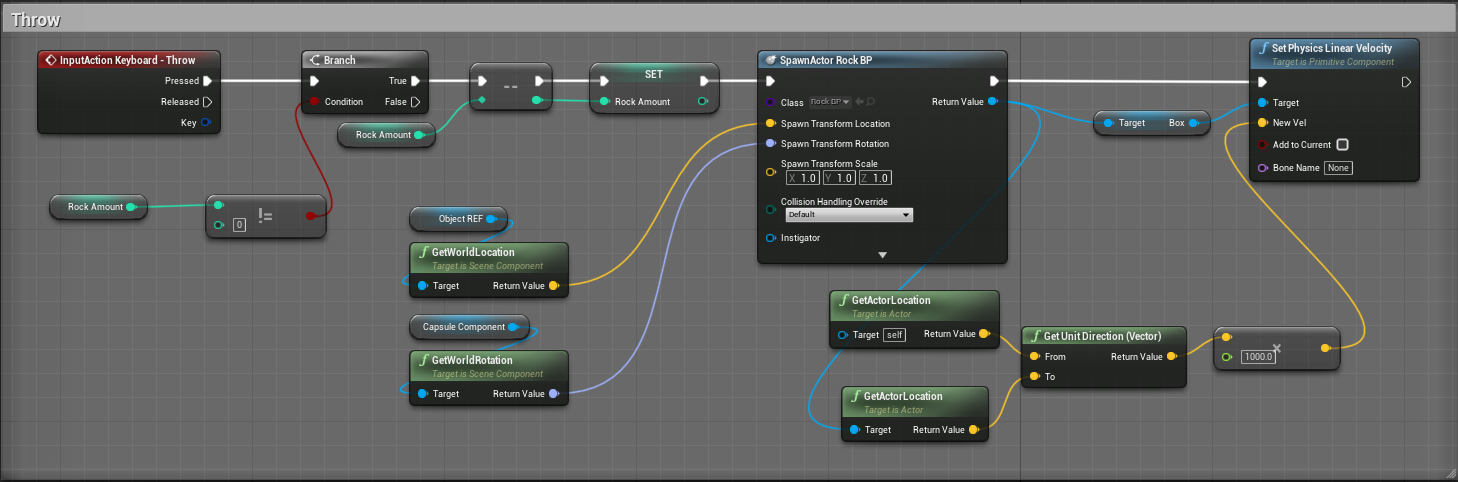 Throw
InputAction Keyboard - Throw
Pressed
Released
Key
Branch
True
Condition
False
--
Rock Amount
SET
Rock Amount
Rock Amount
0
!=
Object REF
GetWorldLocation
Target is Scene Component
Target
Return Value
Capsule Component
GetWorldRotation
Target is Scene Component
Target
Return Value
SpawnActor Rock BP
Class
Rock BP
Return Value
Spawn Transform Location
Spawn Transform Rotation
Spawn Transform Scale
X 1.0 Y 1.0 Z 1.0
Collision Handling Override
Default
Instigator
f GetActorLocation
Target is Actor
Target self
Return Value
f GetActorLocation
Target is Actor
Target
Return Value
f Get Unit Direction (Vector)
From
Return Value
To
1000.0
×
Target
Box
f Set Physics Linear Velocity
Target is Primitive Component
Target
New Vel
Add to Current
Bone Name None